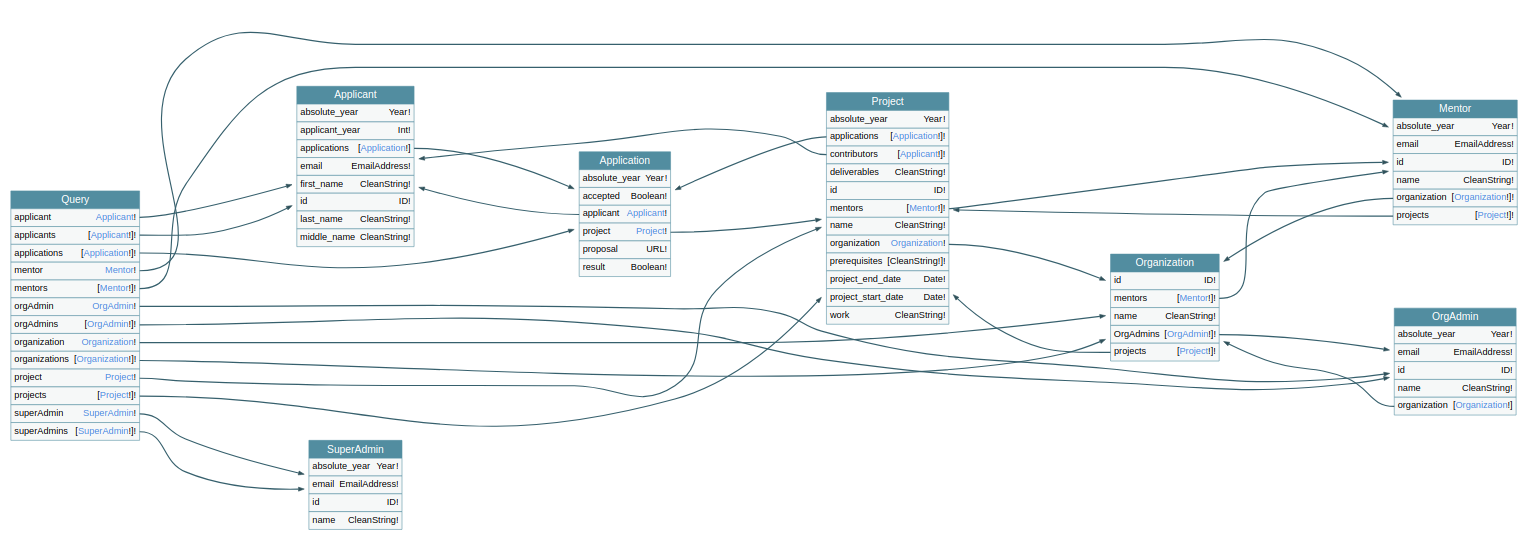 Query
applicant Applicant!
applicants [Applicant!]!
applications [Application!]!
mentor Mentor!
mentors [Mentor!]!
orgAdmin OrgAdmin!
orgAdmins [OrgAdmin!]!
organization Organization!
organizations [Organization!]!
project Project!
projects [Project!]!
superAdmin SuperAdmin!
superAdmins [SuperAdmin!]!
Applicant
absolute_year Year!
applicant_year Int!
applications [Application!]
email EmailAddress!
first_name CleanString!
id ID!
last_name CleanString!
middle_name CleanString!
SuperAdmin
absolute_year Year!
email EmailAddress!
id ID!
name CleanString!
Application
absolute_year Year!
accepted Boolean!
applicant Applicant!
project Project!
proposal URL!
result Boolean!
Project
absolute_year Year!
applications [Application!]!
contributors [Applicant!]!
deliverables CleanString!
id ID!
mentors [Mentor!]!
name CleanString!
organization Organization!
prerequisites [CleanString!]!
project_end_date Date!
project_start_date Date!
work CleanString!
Organization
id ID!
mentors [Mentor!]!
name CleanString!
OrgAdmins [OrgAdmin!]!
projects [Project!]!
Mentor
absolute_year Year!
email EmailAddress!
id ID!
name CleanString!
organization [Organization!]!
projects [Project!]!
OrgAdmin
absolute_year Year!
email EmailAddress!
id ID!
name CleanString!
organization [Organization!]